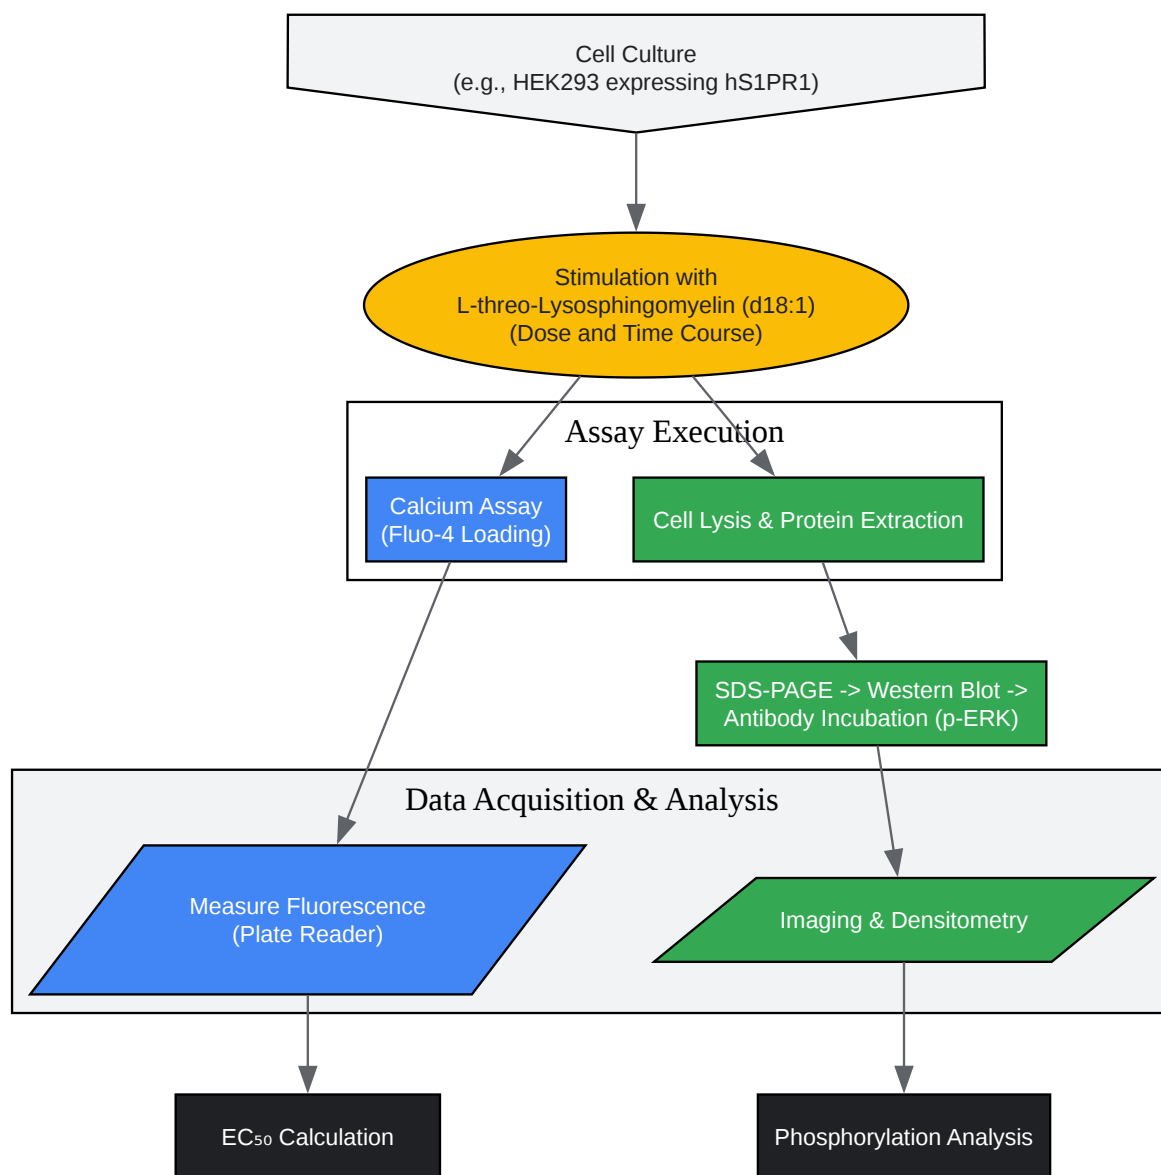 Cell Culture
(e.g., HEK293 expressing hS1PR1)
Stimulation with
L-threo-Lysosphingomyelin (d18:1)
(Dose and Time Course)
Assay Execution
Calcium Assay
(Fluo-4 Loading)
Cell Lysis & Protein Extraction
SDS-PAGE -> Western Blot ->
Antibody Incubation (p-ERK)
Data Acquisition & Analysis
Measure Fluorescence
(Plate Reader)
Imaging & Densitometry
EC₅₀ Calculation
Phosphorylation Analysis